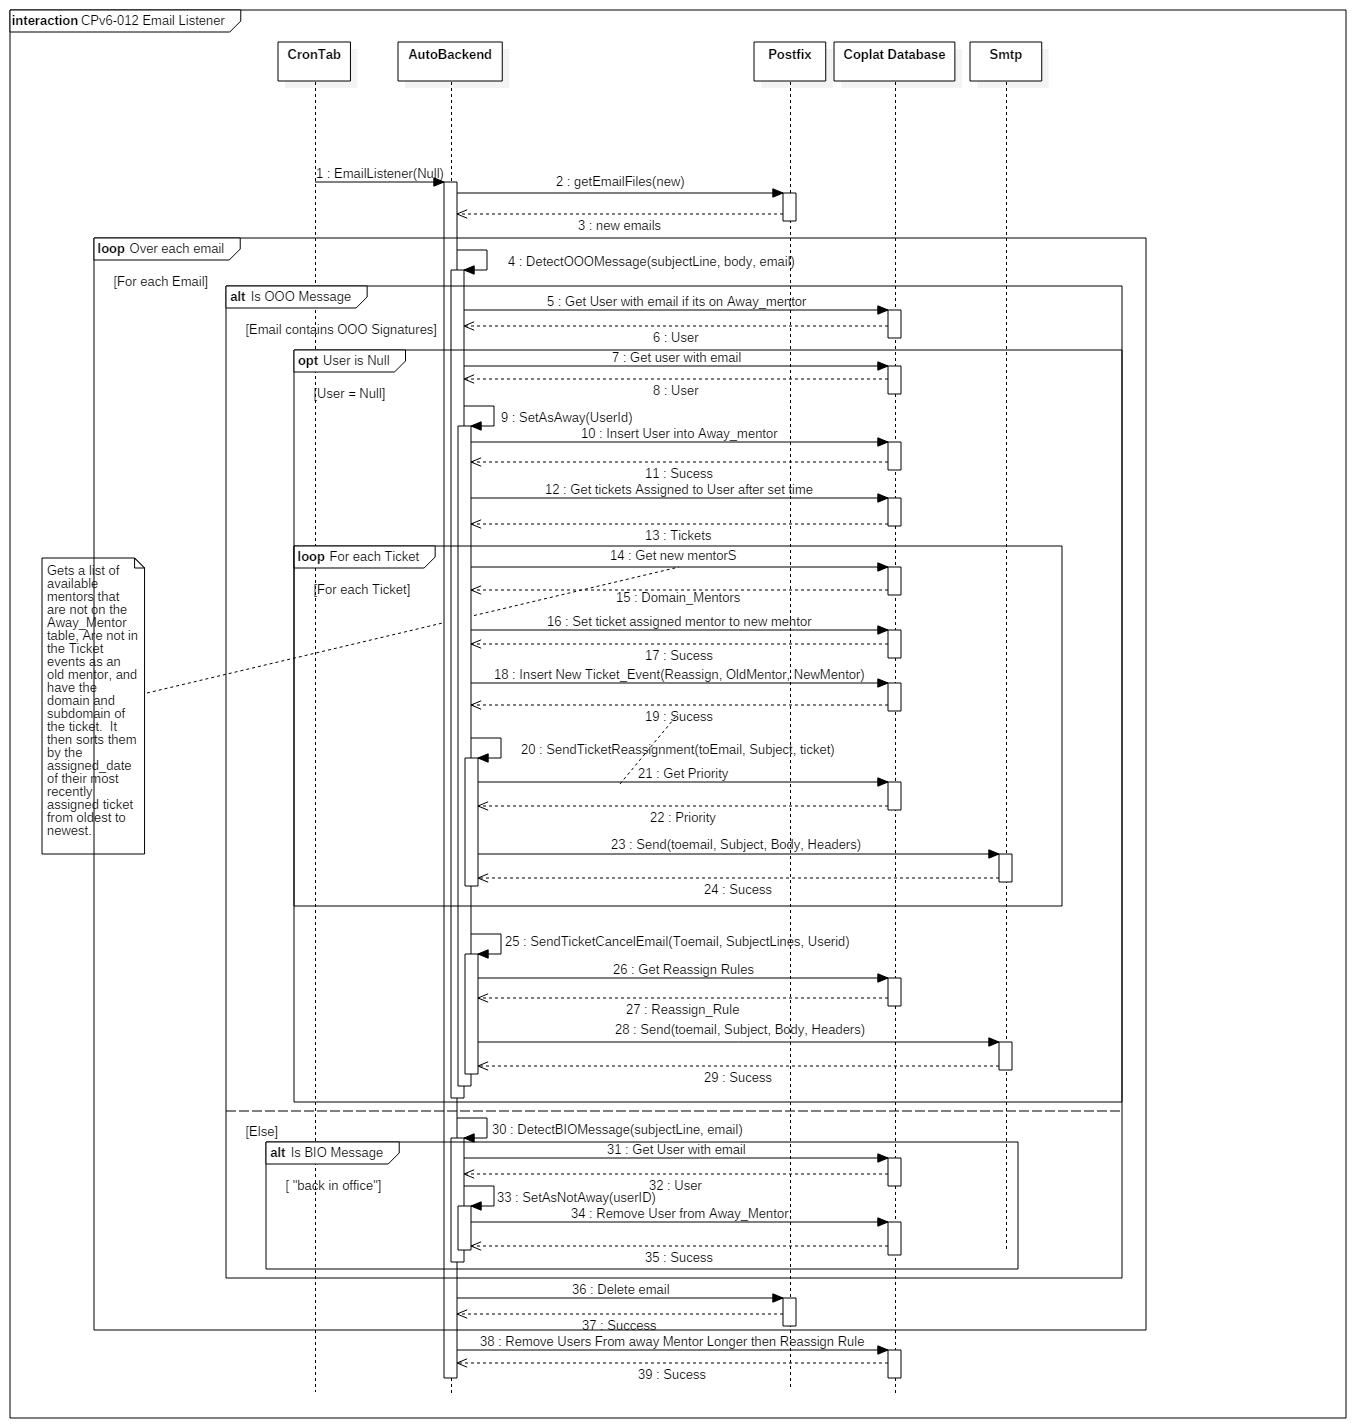 interaction CPv6-012 Email Listener
CronTab
AutoBackend
Postfix
Coplat Database
Smtp
1 : EmailListener(Null)
2 : getEmailFiles(new)
3 : new emails
loop Over each email
4 : DetectOOOMessage(subjectLine, body, email)
[For each Email]
alt Is OOO Message
5 : Get User with email if its on Away_mentor
[Email contains OOO Signatures]
6 : User
opt User is Null
7 : Get user with email
[User = Null]
8 : User
9 : SetAsAway(UserId)
10 : Insert User into Away_mentor
11 : Sucess
12 : Get tickets Assigned to User after set time
13 : Tickets
loop For each Ticket
14 : Get new mentorS
[For each Ticket]
15 : Domain_Mentors
16 : Set ticket assigned mentor to new mentor
17 : Sucess
18 : Insert New Ticket_Event(Reassign, OldMentor, NewMentor)
19 : Sucess
20 : SendTicketReassignment(toEmail, Subject, ticket)
21 : Get Priority
22 : Priority
23 : Send(toemail, Subject, Body, Headers)
24 : Sucess
Gets a list of
available
mentors that
are not on the
Away_Mentor
table, Are not in
the Ticket
events as an
old mentor, and
have the
domain and
subdomain of
the ticket.  It
then sorts them
by the
assigned_date
of their most
recently
assigned ticket
from oldest to
newest.
25 : SendTicketCancelEmail(Toemail, SubjectLines, Userid)
26 : Get Reassign Rules
27 : Reassign_Rule
28 : Send(toemail, Subject, Body, Headers)
29 : Sucess
[Else]
30 : DetectBIOMessage(subjectLine, email)
alt Is BIO Message
31 : Get User with email
[ "back in office"]
32 : User
33 : SetAsNotAway(userID)
34 : Remove User from Away_Mentor
35 : Sucess
36 : Delete email
37 : Success
38 : Remove Users From away Mentor Longer then Reassign Rule
39 : Sucess